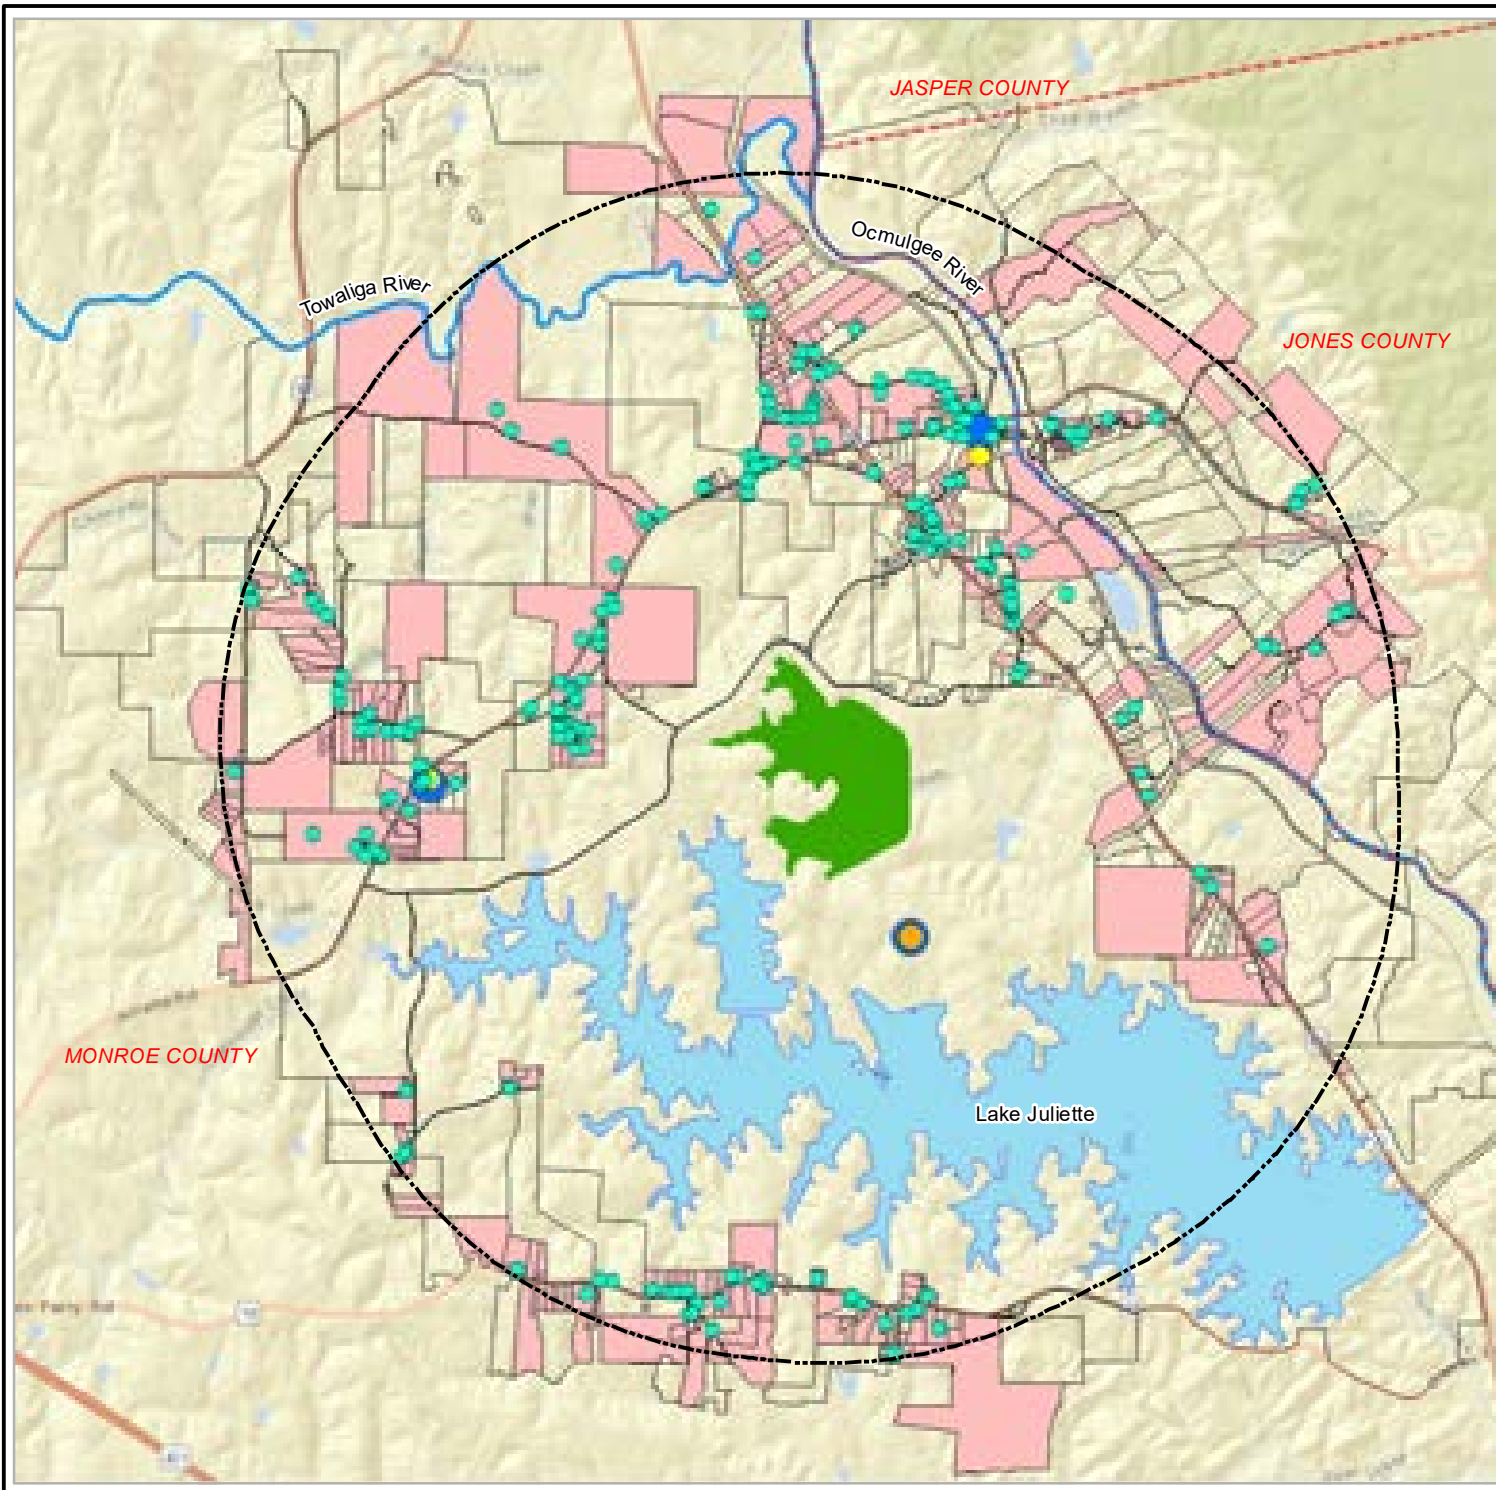 JASPER COUNTY
Ocmulgee River
Towaliga River
JONES COUNTY
MONROE COUNTY
Lake Juliette